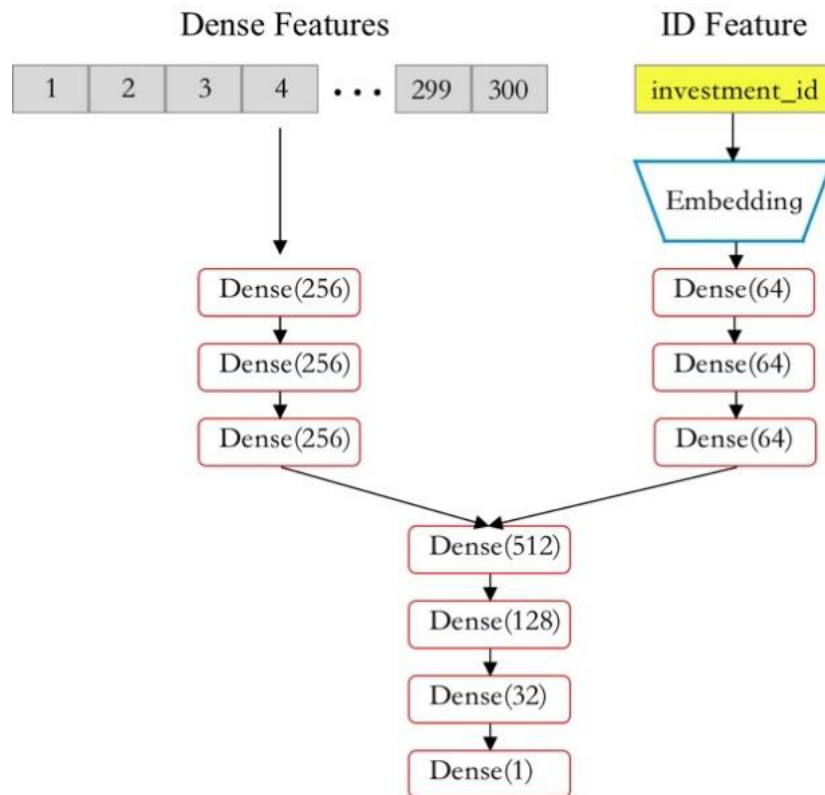 Dense Features
ID Feature
1 2 3 4 ... 299 300
investment_id
Embedding
Dense(256)
Dense(64)
Dense(256)
Dense(64)
Dense(256)
Dense(64)
Dense(512)
Dense(128)
Dense(32)
Dense(1)